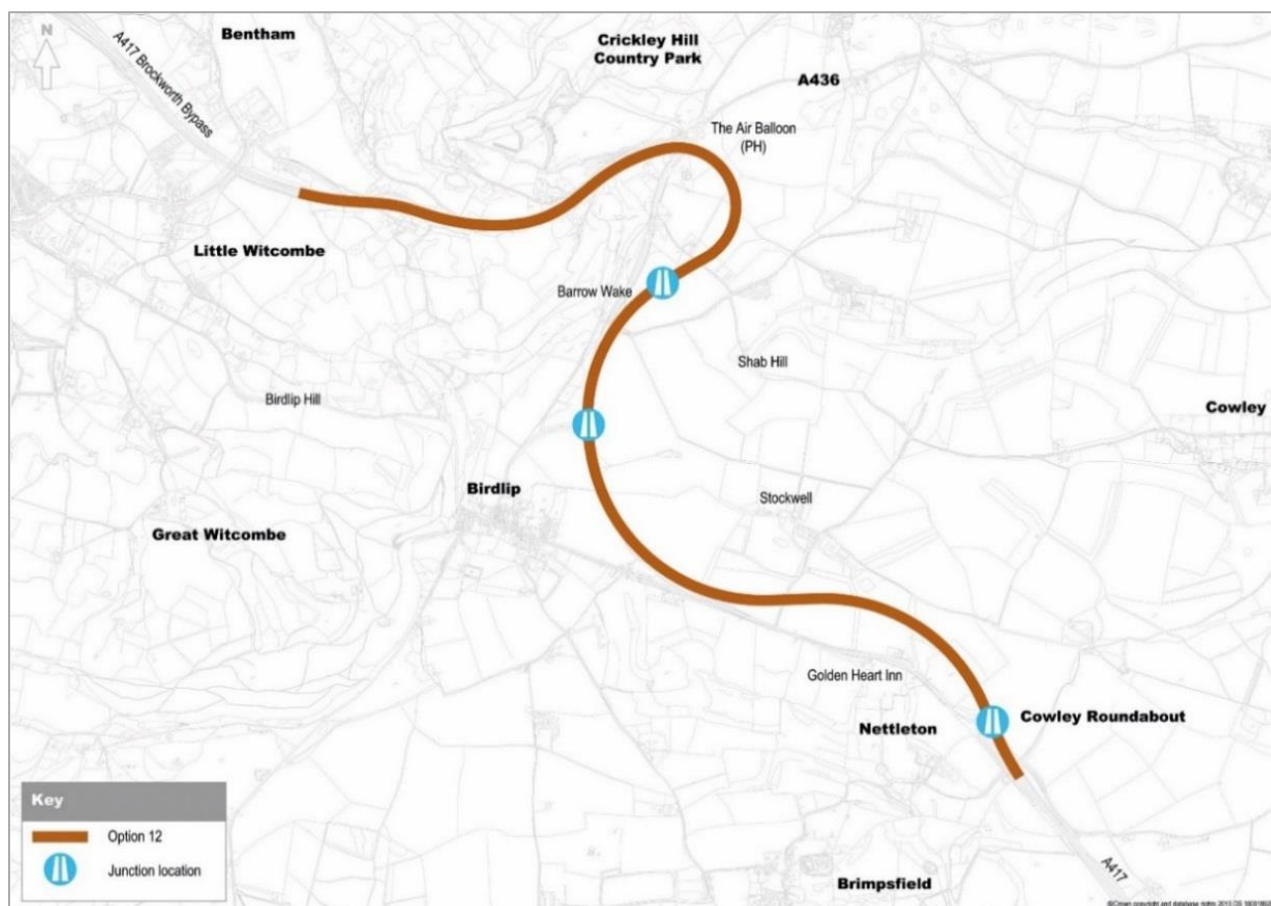 N
Bentham
Crickley Hill
Country Park
A436
A417 Brockworth Bypass
The Air Balloon
(PH)
Little Witcombe
Barrow Wake
Shab Hill
Birdlip Hill
Cowley
Birdlip
Stockwell
Great Witcombe
Golden Heart Inn
Nettleton
Cowley Roundabout
Key
Option 12
Junction location
A417
Brimpsfield